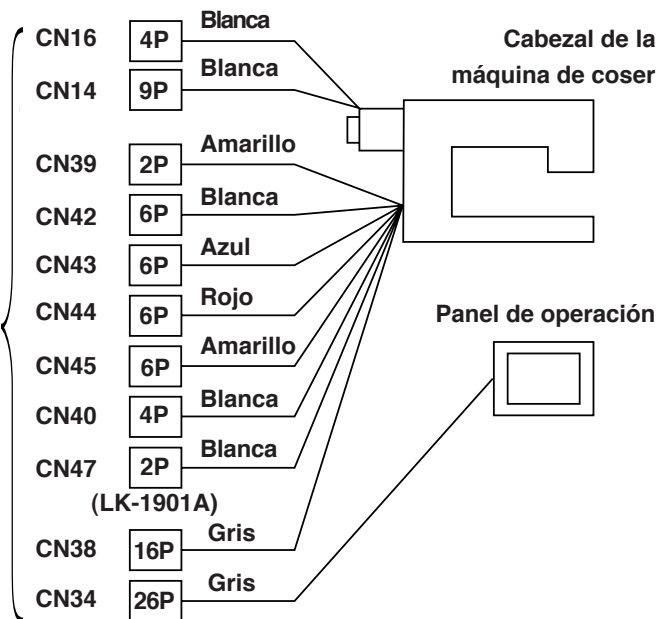 CN16 4P Blanca
Cabezal de la
máquina de coser
CN14 9P Blanca
CN39 2P Amarillo
CN42 6P Blanca
CN43 6P Azul
CN44 6P Rojo
Panel de operación
CN45 6P Amarillo
CN40 4P Blanca
CN47 2P Blanca
(LK-1901A)
CN38 16P Gris
CN34 26P Gris